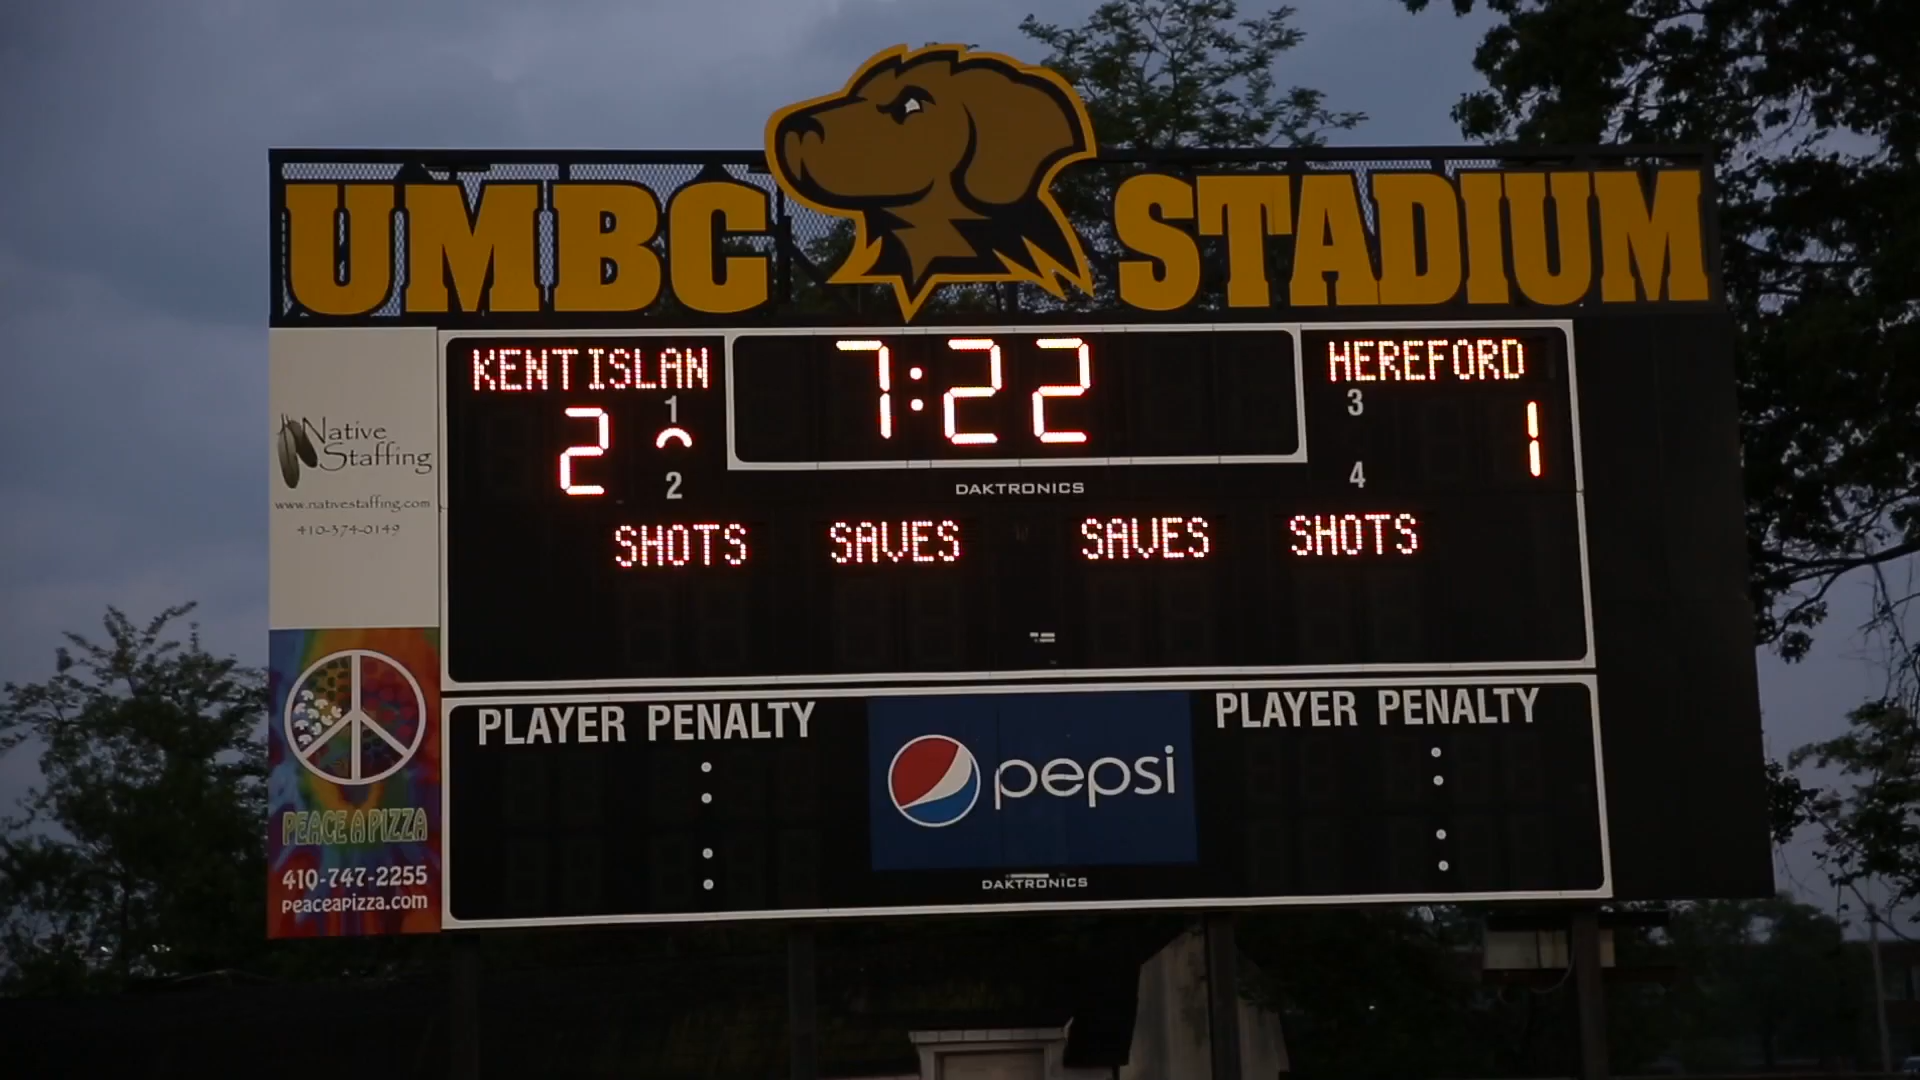 UMBC STADIUM
KENT ISLAN 7:22 HEREFORD
2 1 3 1
2 4
DAKTRONICS
SHOTS SAVES SAVES SHOTS
Native
Staffing
www.nativestaffing.com
410-374-0149
PLAYER PENALTY pepsi PLAYER PENALTY
: :
: :
DAKTRONICS
PEACE A PIZZA
410-747-2255
peaceapizza.com